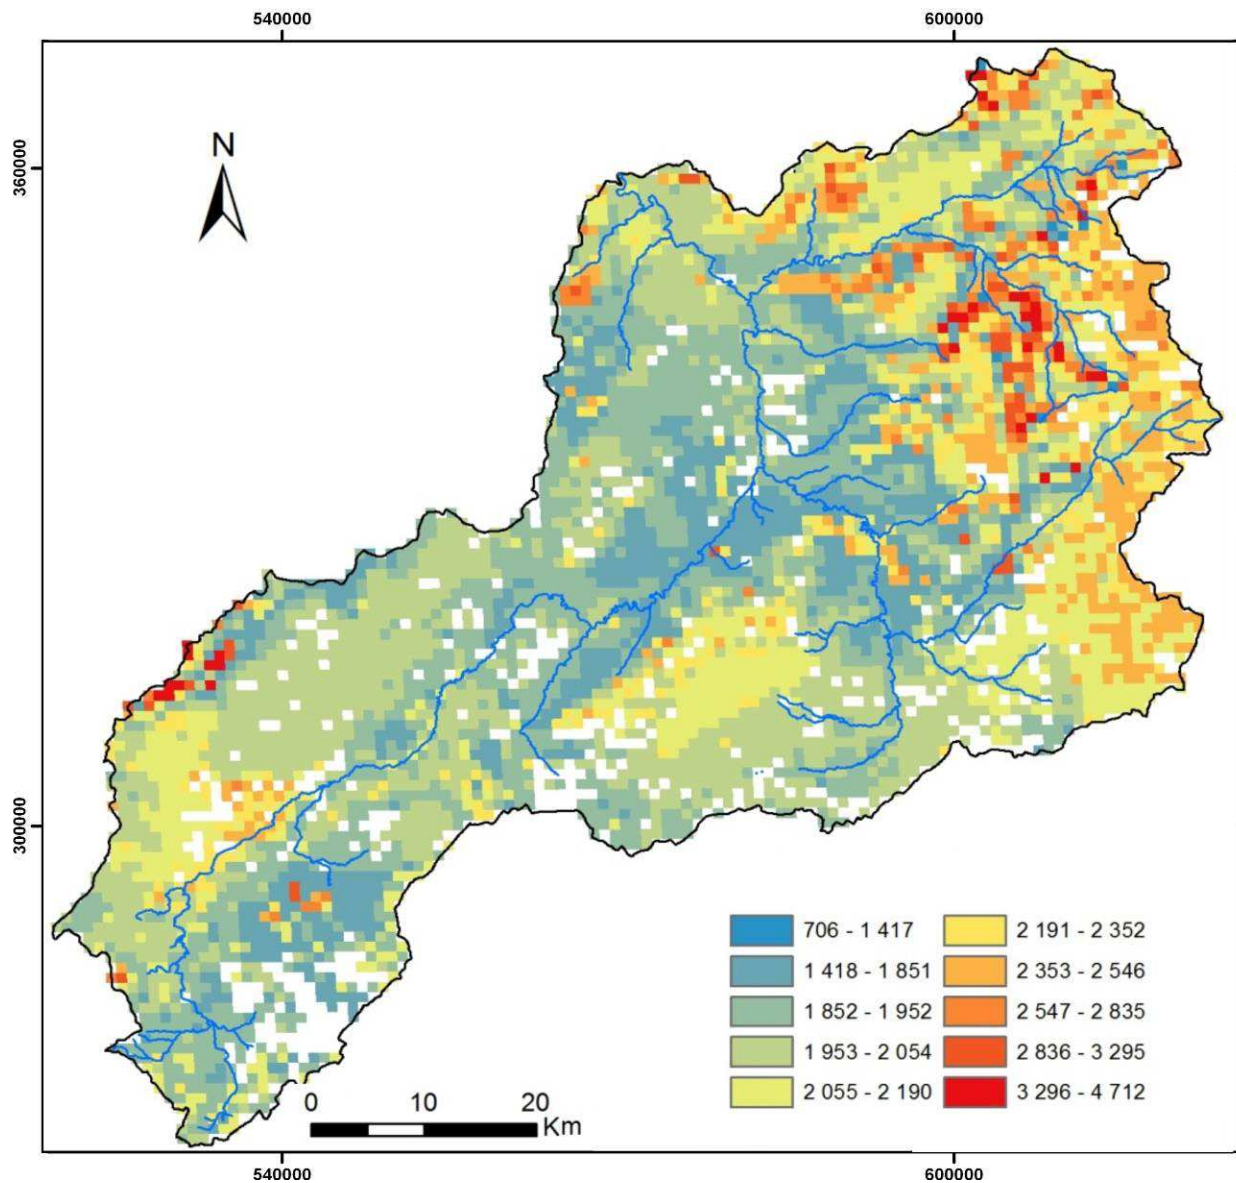 540000 600000
360000
N
300000
706 - 1 417 2 191 - 2 352
1 418 - 1 851 2 353 - 2 546
1 852 - 1 952 2 547 - 2 835
1 953 - 2 054 2 836 - 3 295
2 055 - 2 190 3 296 - 4 712
0 10 20
Km
540000 600000